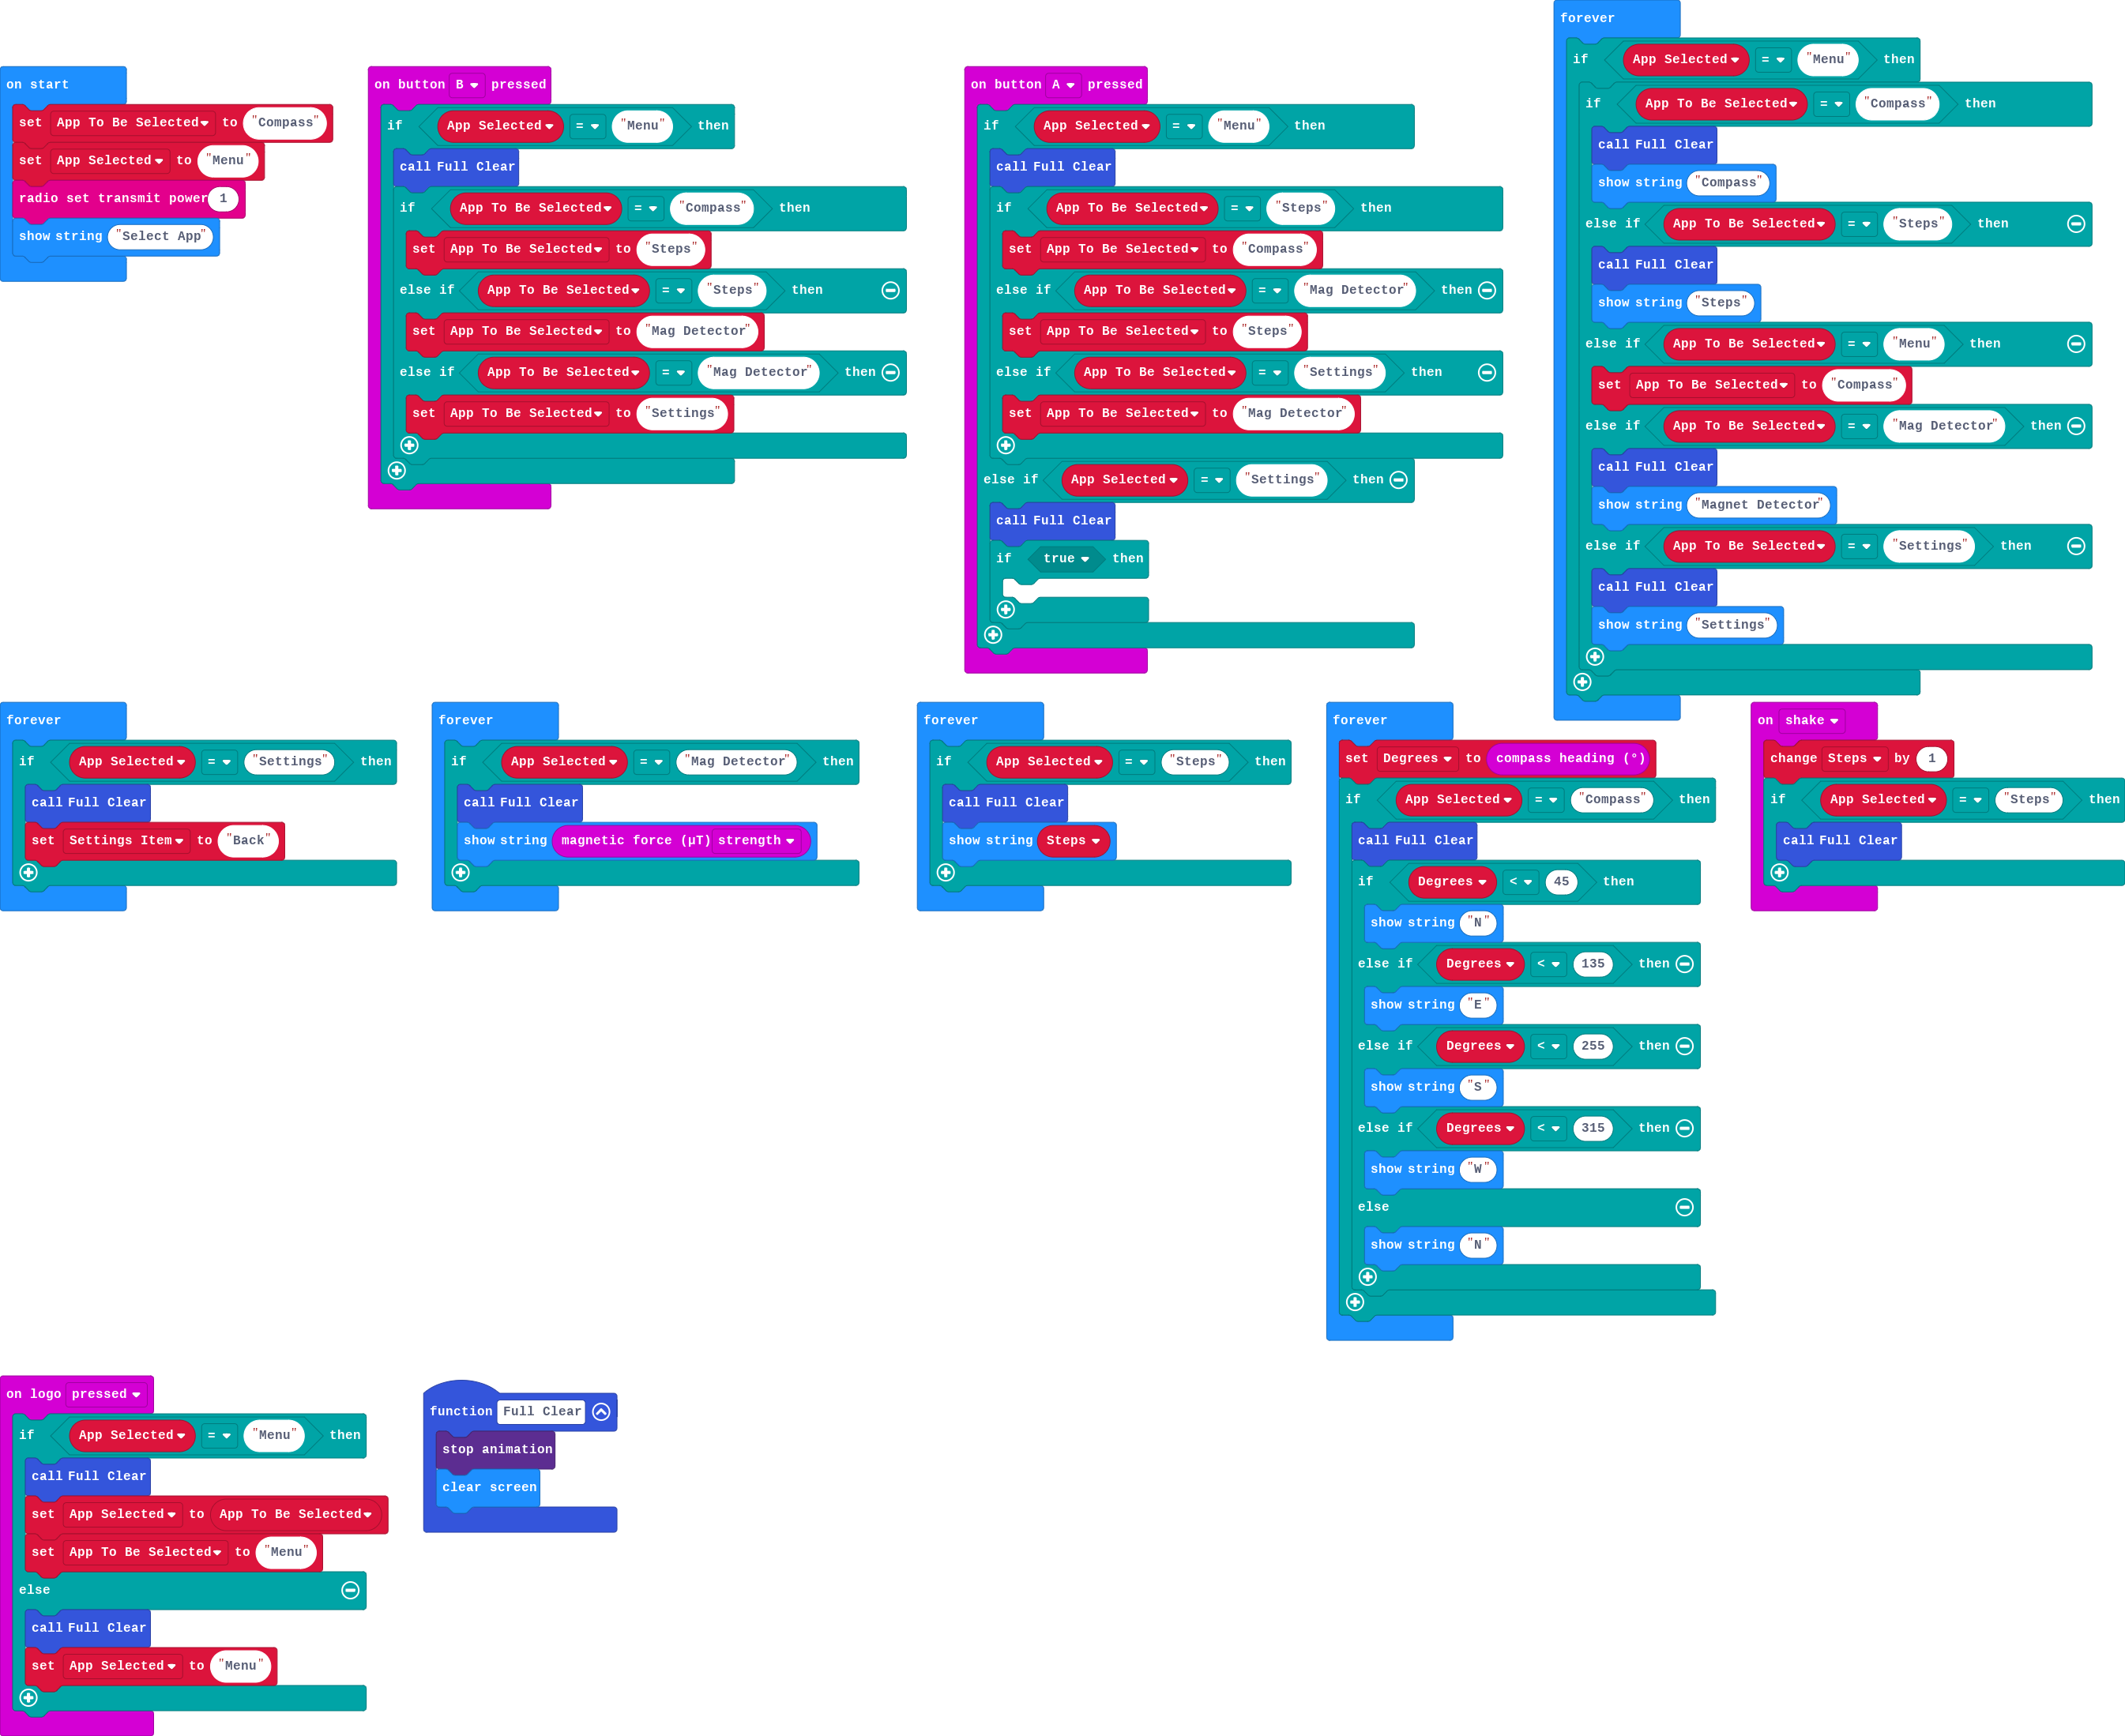 on start
set App To Be Selected to "Compass"
set App Selected to "Menu"
radio set transmit power 1
show string "Select App"
on button B pressed
if App Selected = "Menu" then
call Full Clear
if App To Be Selected = "Compass" then
set App To Be Selected to "Steps"
else if App To Be Selected = "Steps" then
set App To Be Selected to "Mag Detector"
else if App To Be Selected = "Mag Detector" then
set App To Be Selected to "Settings"
on button A pressed
if App Selected = "Menu" then
call Full Clear
if App To Be Selected = "Steps" then
set App To Be Selected to "Compass"
else if App To Be Selected = "Mag Detector" then
set App To Be Selected to "Steps"
else if App To Be Selected = "Settings" then
set App To Be Selected to "Mag Detector"
else if App Selected = "Settings" then
call Full Clear
if true then
forever
if App Selected = "Menu" then
if App To Be Selected = "Compass" then
call Full Clear
show string "Compass"
else if App To Be Selected = "Steps" then
call Full Clear
show string "Steps"
else if App To Be Selected = "Menu" then
set App To Be Selected to "Compass"
else if App To Be Selected = "Mag Detector" then
call Full Clear
show string "Magnet Detector"
else if App To Be Selected = "Settings" then
call Full Clear
show string "Settings"
forever
if App Selected = "Settings" then
call Full Clear
set Settings Item to "Back"
forever
if App Selected = "Mag Detector" then
call Full Clear
show string magnetic force (µT) strength
forever
if App Selected = "Steps" then
call Full Clear
show string Steps
forever
set Degrees to compass heading (°)
if App Selected = "Compass" then
call Full Clear
if Degrees < 45 then
show string "N"
else if Degrees < 135 then
show string "E"
else if Degrees < 255 then
show string "S"
else if Degrees < 315 then
show string "W"
else
show string "N"
on shake
change Steps by 1
if App Selected = "Steps" then
call Full Clear
on logo pressed
if App Selected = "Menu" then
call Full Clear
set App Selected to App To Be Selected
set App To Be Selected to "Menu"
else
call Full Clear
set App Selected to "Menu"
function Full Clear
stop animation
clear screen